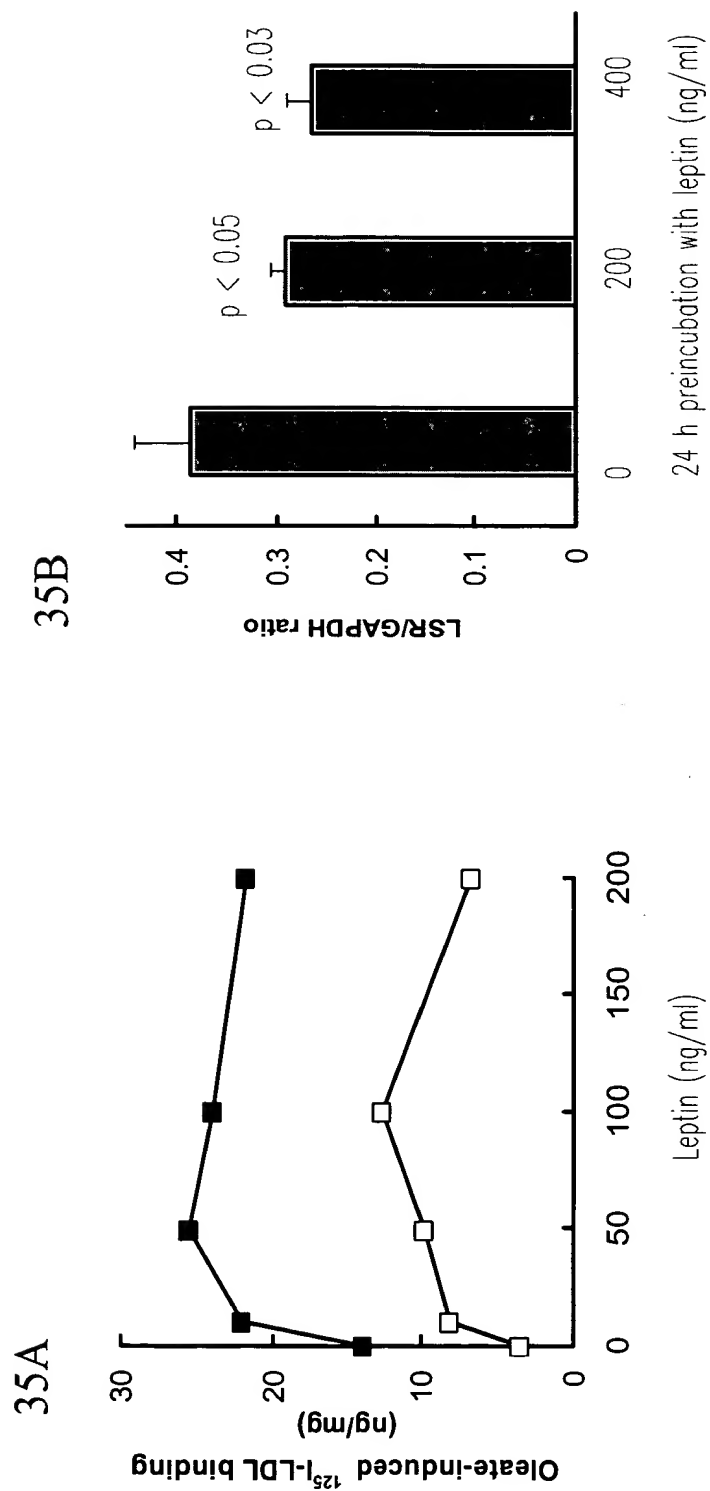 35A
Oleate-induced ¹²⁵I-LDL binding
(ng/mg)
30
20
10
0
0
50
100
150
200
Leptin (ng/ml)
35B
LSR/GAPDH ratio
0.4
0.3
0.2
0.1
0
p < 0.05
p < 0.03
0
200
400
24 h preincubation with leptin (ng/ml)